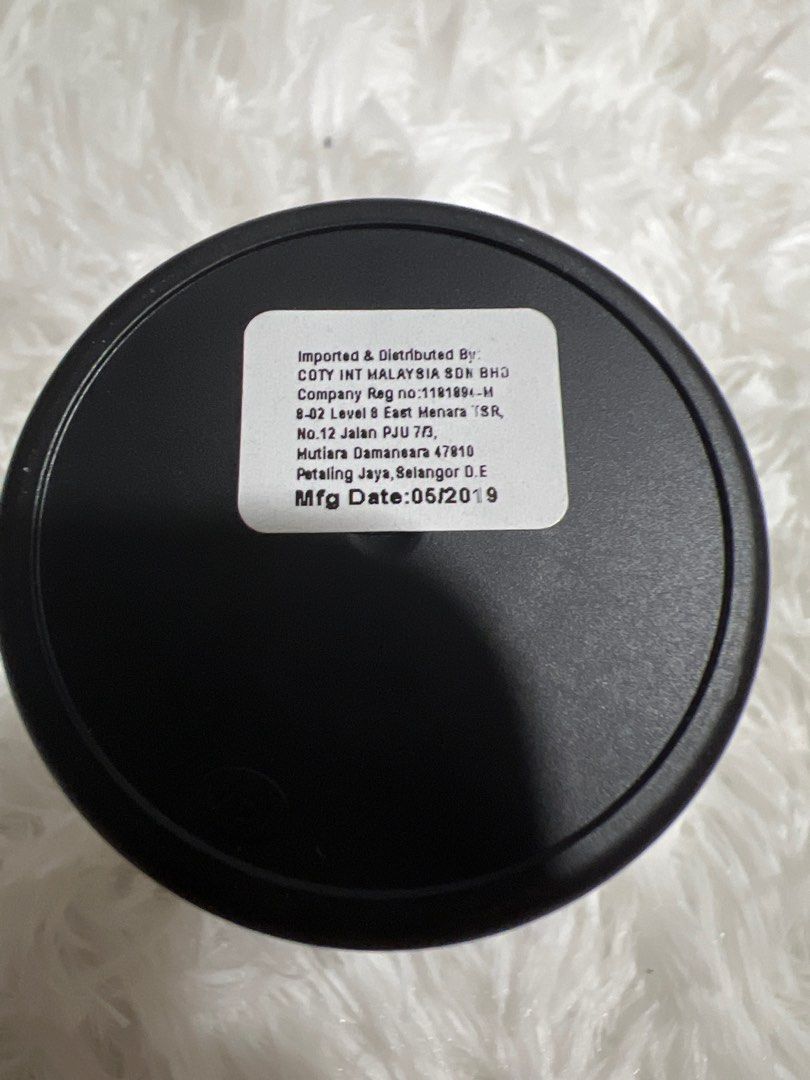 Imported & Distributed By:
COTY INT MALAYSIA SDN BHD
Company Reg no:1181894-M
8-02 Level 8 East Menara TSR,
No.12 Jalan PJU 7/3,
Mutiara Damansara 47810
Petaling Jaya,Selangor D.E
Mfg Date:05/2019